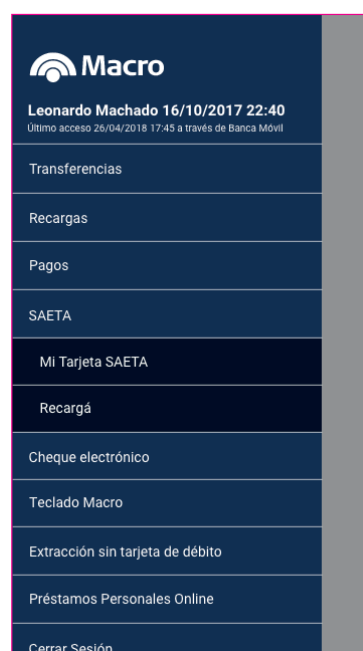 Macro
Leonardo Machado 16/10/2017 22:40
Último acceso 26/04/2018 17:45 a través de Banca Móvil
Transferencias
Recargas
Pagos
SAETA
Mi Tarjeta SAETA
Recargá
Cheque electrónico
Teclado Macro
Extracción sin tarjeta de débito
Préstamos Personales Online
Cerrar Sesión